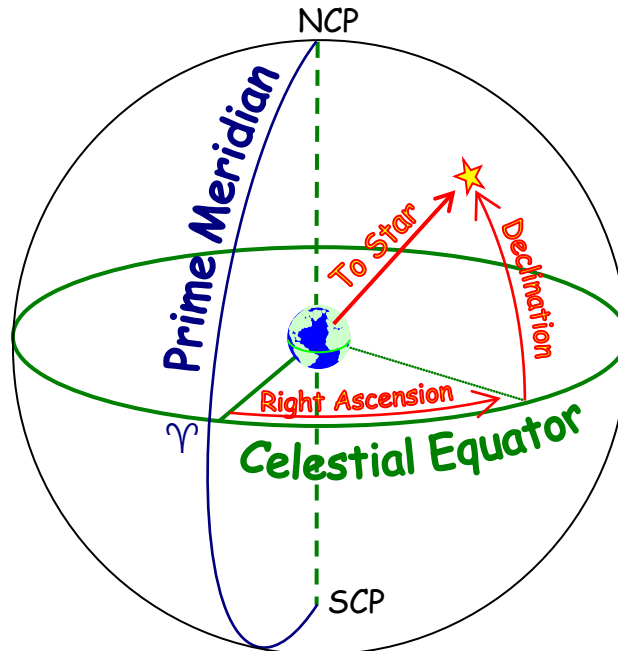 NCP
Prime Meridian
To Star
Declination
Right Ascension
♈
Celestial Equator
SCP